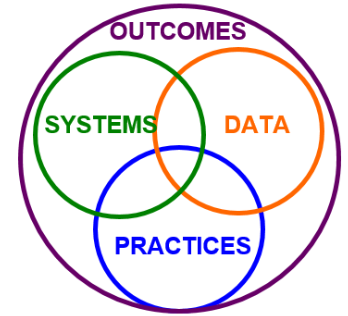 OUTCOMES
SYSTEMS DATA
PRACTICES